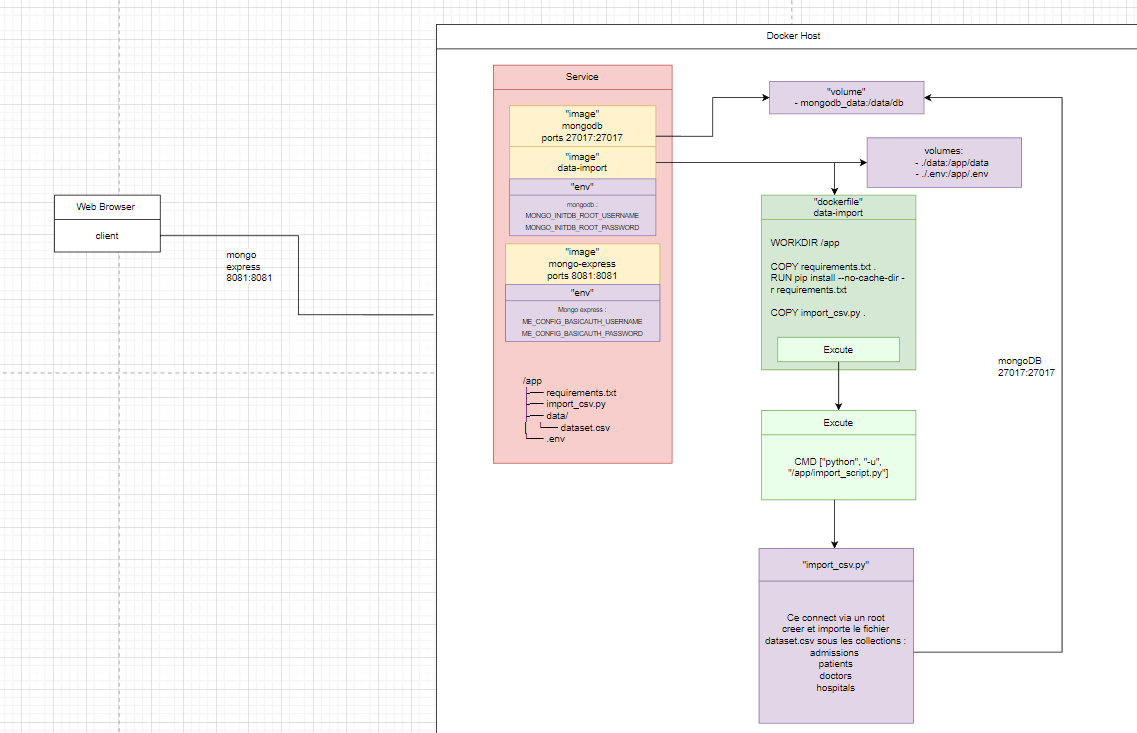 Docker Host
Service
"image"
mongodb
ports 27017:27017
"image"
data-import
"env"
mongodb :
MONGO_INITDB_ROOT_USERNAME
MONGO_INITDB_ROOT_PASSWORD
"image"
mongo-express
ports 8081:8081
"env"
Mongo express :
ME_CONFIG_BASICAUTH_USERNAME
ME_CONFIG_BASICAUTH_PASSWORD
/app
requirements.txt
import_csv.py
data/
dataset.csv
.env
Web Browser
client
mongo
express
8081:8081
"volume"
- mongodb_data:/data/db
volumes:
- ./data:/app/data
- ./.env:/app/.env
"dockerfile"
data-import
WORKDIR /app
COPY requirements.txt .
RUN pip install --no-cache-dir -
r requirements.txt
COPY import_csv.py .
Excute
mongoDB
27017:27017
Excute
CMD ["python", "-u",
"/app/import_script.py"]
"import_csv.py"
Ce connect via un root
creer et importe le fichier
dataset.csv sous les collections :
admissions
patients
doctors
hospitals